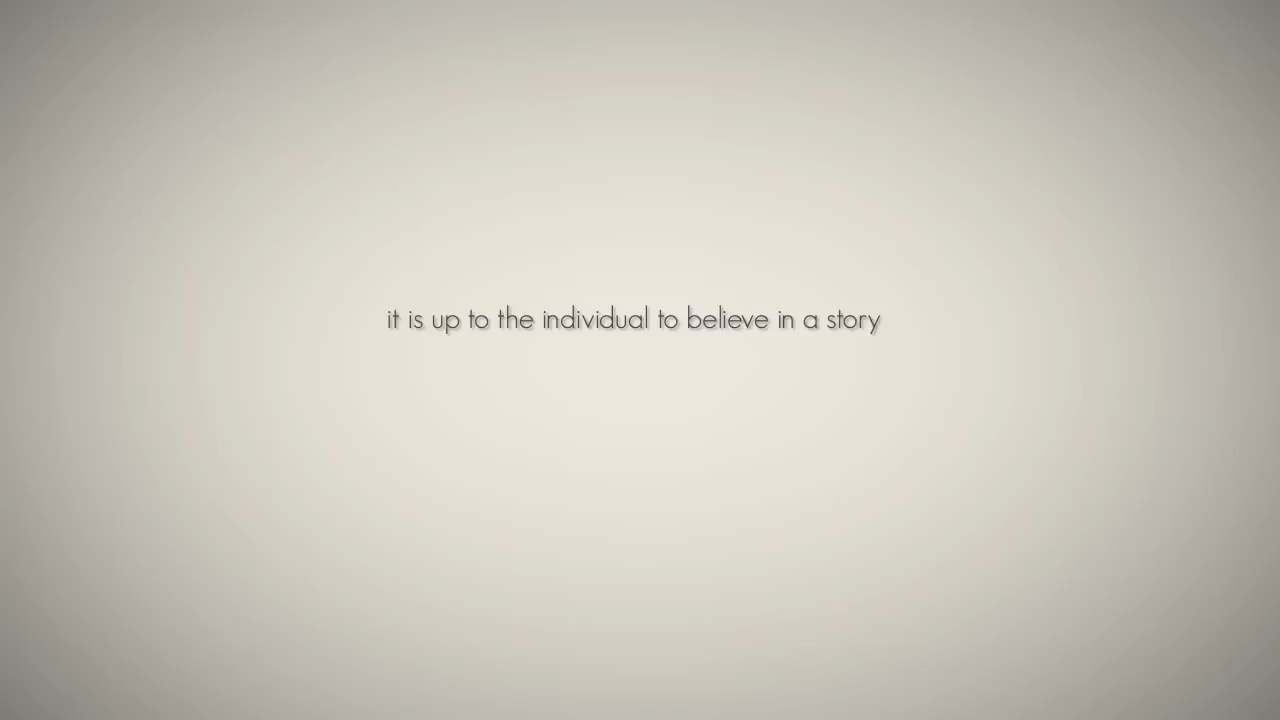 it is up to the individual to believe in a story